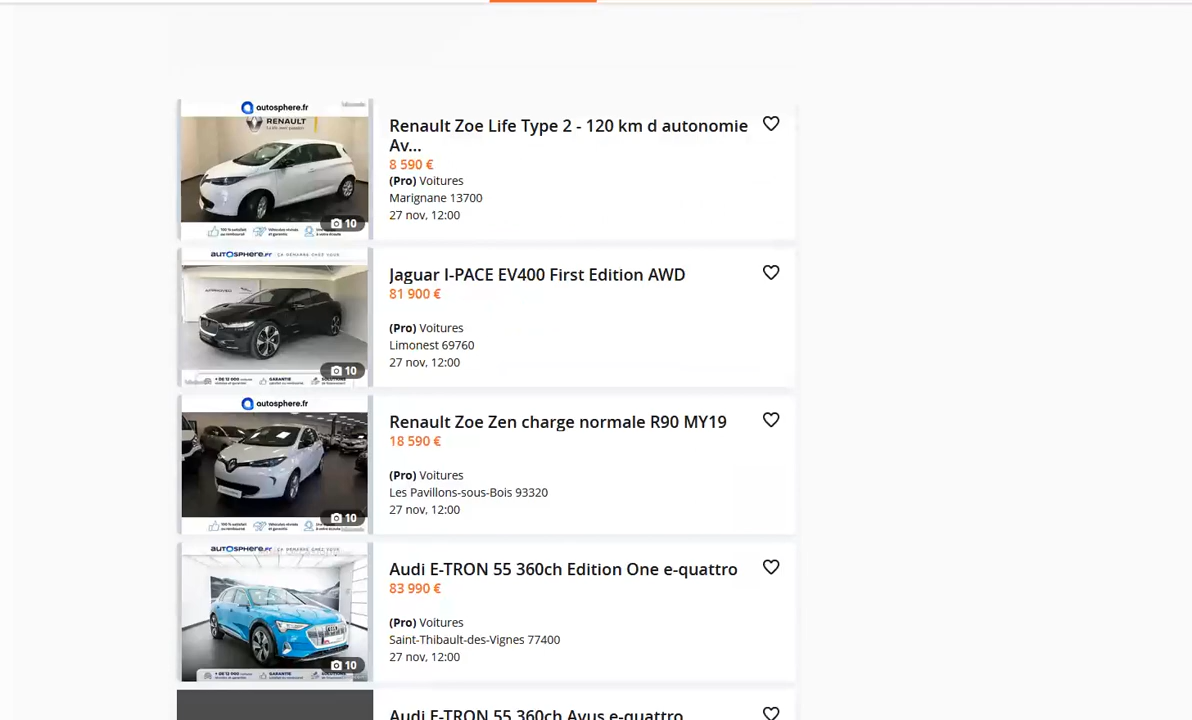 autosphere.fr
RENAULT
10
Renault Zoe Life Type 2 - 120 km d autonomie
Av...
8 590 €
(Pro) Voitures
Marignane 13700
27 nov, 12:00
AUTOSPHERE.FR
10
Jaguar I-PACE EV400 First Edition AWD
81 900 €
(Pro) Voitures
Limonest 69760
27 nov, 12:00
autosphere.fr
10
Renault Zoe Zen charge normale R90 MY19
18 590 €
(Pro) Voitures
Les Pavillons-sous-Bois 93320
27 nov, 12:00
AUTOSPHERE.FR
10
Audi E-TRON 55 360ch Edition One e-quattro
83 990 €
(Pro) Voitures
Saint-Thibault-des-Vignes 77400
27 nov, 12:00
Audi E-TRON 55 360ch Avus e-quattro